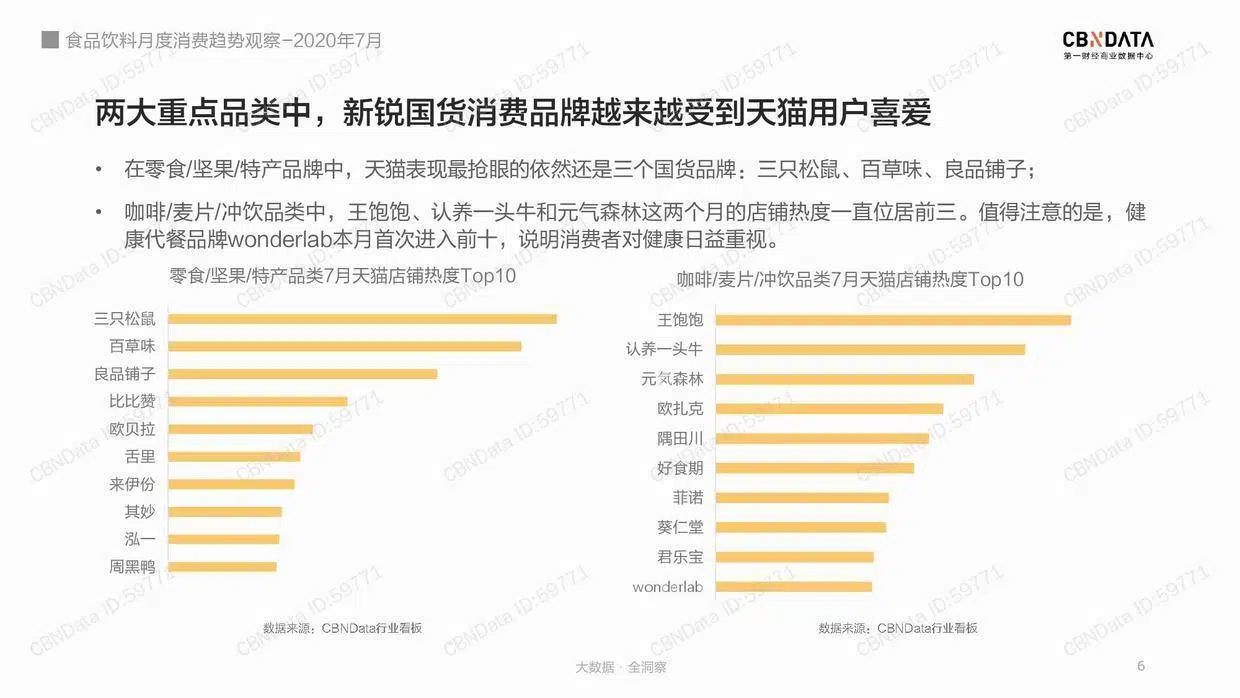 食品饮料月度消费趋势观察-2020年7月
CBNDATA
第一财经商业数据中心
两大重点品类中，新锐国货消费品牌越来越受到天猫用户喜爱
• 在零食/坚果/特产品牌中，天猫表现最抢眼的依然还是三个国货品牌：三只松鼠、百草味、良品铺子；
• 咖啡/麦片/冲饮品类中，王饱饱、认养一头牛和元气森林这两个月的店铺热度一直位居前三。值得注意的是，健
康代餐品牌wonderlab本月首次进入前十，说明消费者对健康日益重视。
零食/坚果/特产品类7月天猫店铺热度Top10
三只松鼠
百草味
良品铺子
比比赞
欧贝拉
舌里
来伊份
其妙
泓一
周黑鸭
数据来源：CBNData行业看板
咖啡/麦片/冲饮品类7月天猫店铺热度Top10
王饱饱
认养一头牛
元気森林
欧扎克
隅田川
好食期
菲诺
葵仁堂
君乐宝
wonderlab
数据来源：CBNData行业看板
大数据·全洞察
6
CBNData ID:59771